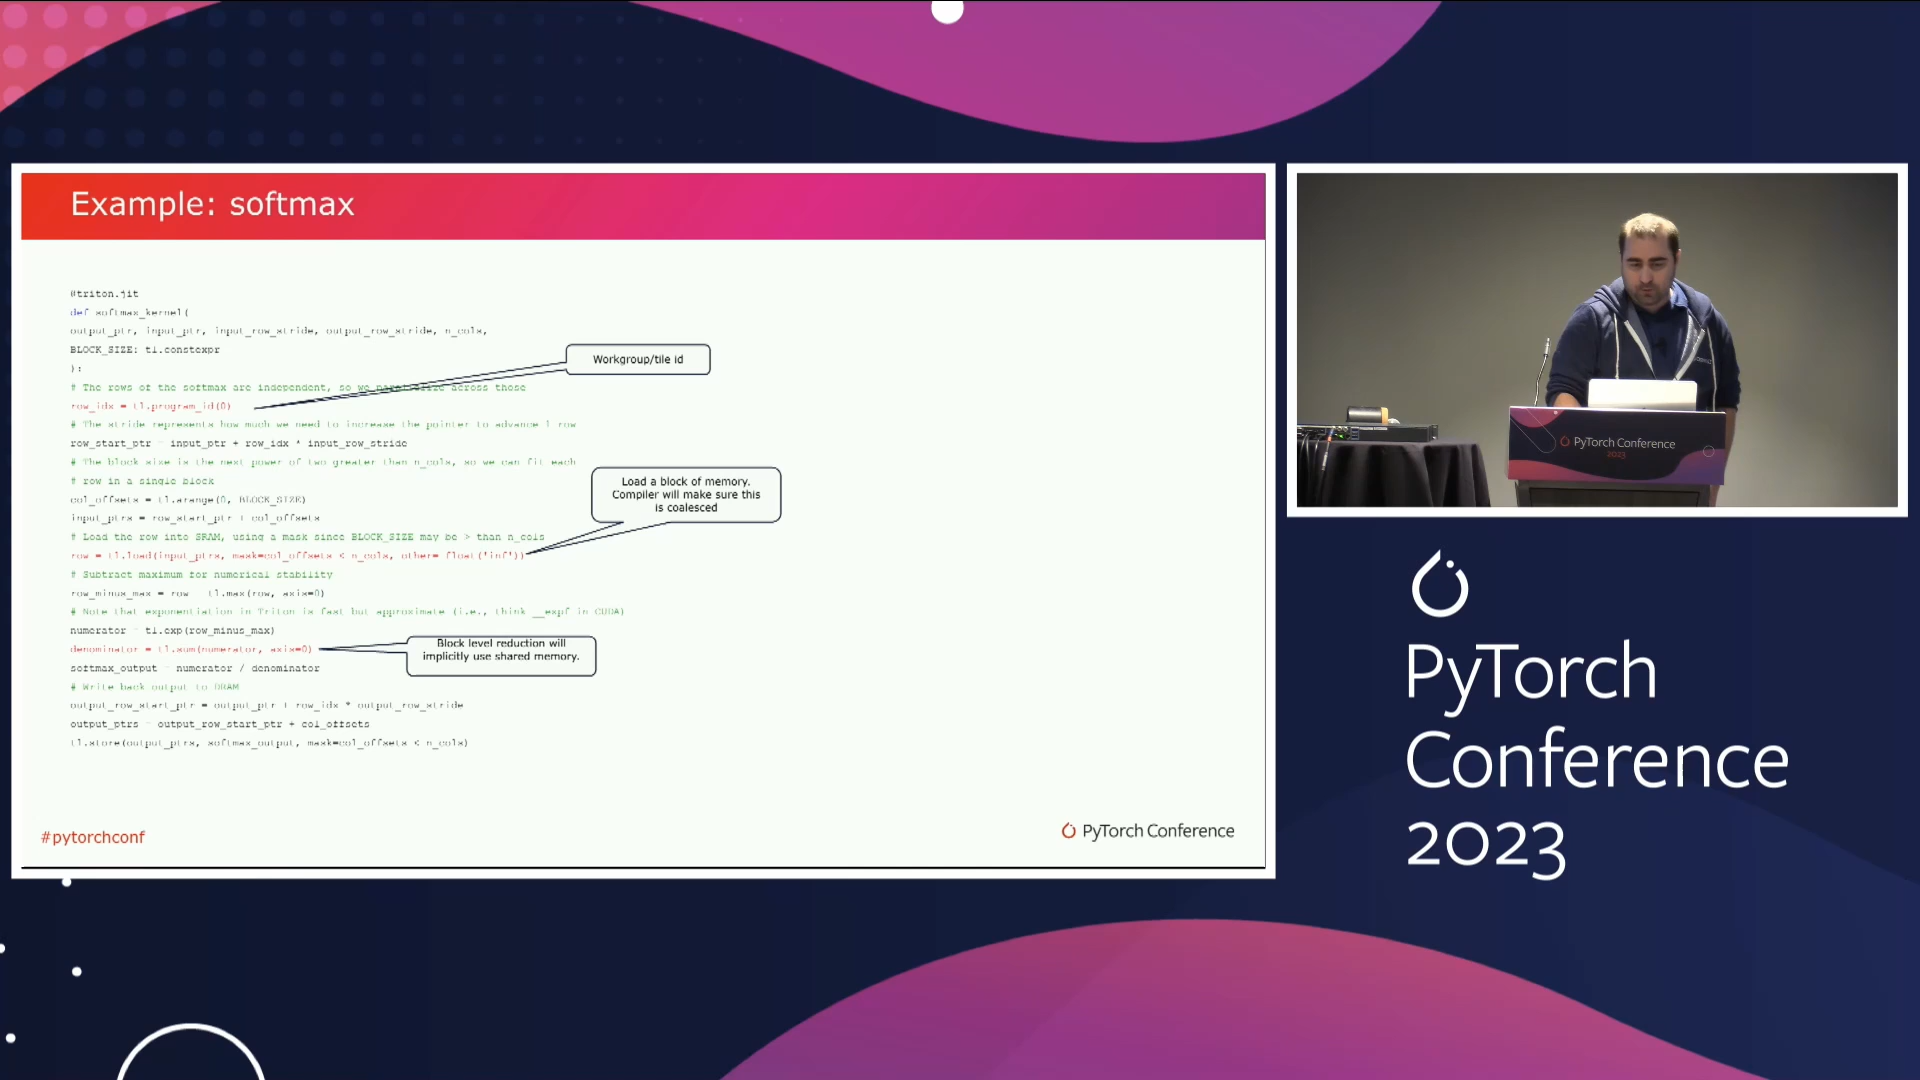 Example: softmax
@triton.jit
def softmax_kernel(
output_ptr, input_ptr, input_row_stride, output_row_stride, n_cols,
BLOCK_SIZE: tl.constexpr
):
# The rows of the softmax are independent, so we parallelize across those
row_idx = tl.program_id(0)
# The stride represents how much we need to increase the pointer to advance 1 row
row_start_ptr = input_ptr + row_idx * input_row_stride
# The block size is the next power of two greater than n_cols, so we can fit each
# row in a single block
col_offsets = tl.arange(0, BLOCK_SIZE)
input_ptrs = row_start_ptr + col_offsets
# Load the row into SRAM, using a mask since BLOCK_SIZE may be > than n_cols
row = tl.load(input_ptrs, mask=col_offsets < n_cols, other=-float('inf'))
# Subtract maximum for numerical stability
row_minus_max = row - tl.max(row, axis=0)
# Note that exponentiation in Triton is fast but approximate (i.e., think __expf in CUDA)
numerator = tl.exp(row_minus_max)
denominator = tl.sum(numerator, axis=0)
softmax_output = numerator / denominator
# Write back output to DRAM
output_row_start_ptr = output_ptr + row_idx * output_row_stride
output_ptrs = output_row_start_ptr + col_offsets
tl.store(output_ptrs, softmax_output, mask=col_offsets < n_cols)
Workgroup/tile id
Load a block of memory.
Compiler will make sure this
is coalesced
Block level reduction will
implicitly use shared memory.
#pytorchconf
PyTorch Conference
PyTorch Conference
2023
PyTorch
Conference
2023